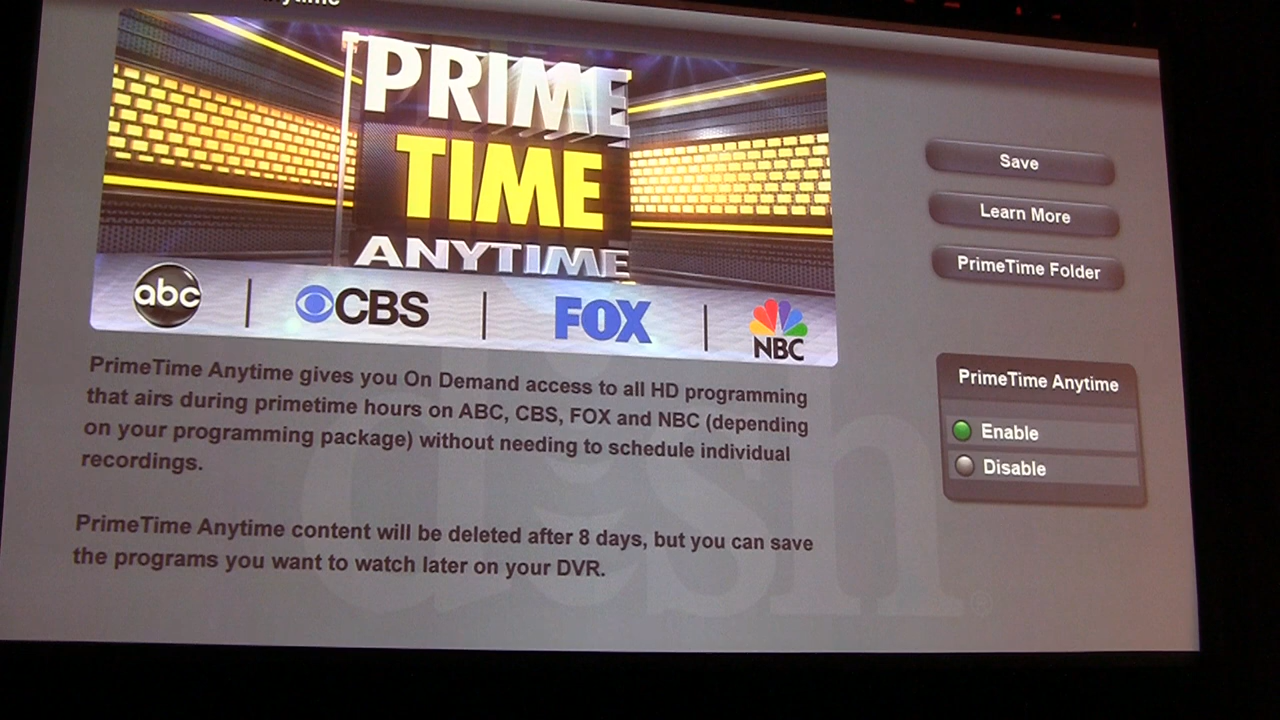 PRIME
TIME
ANYTIME
abc
CBS
FOX
NBC
PrimeTime Anytime gives you On Demand access to all HD programming
that airs during primetime hours on ABC, CBS, FOX and NBC (depending
on your programming package) without needing to schedule individual
recordings.
PrimeTime Anytime content will be deleted after 8 days, but you can save
the programs you want to watch later on your DVR.
dish
Save
Learn More
PrimeTime Folder
PrimeTime Anytime
Enable
Disable